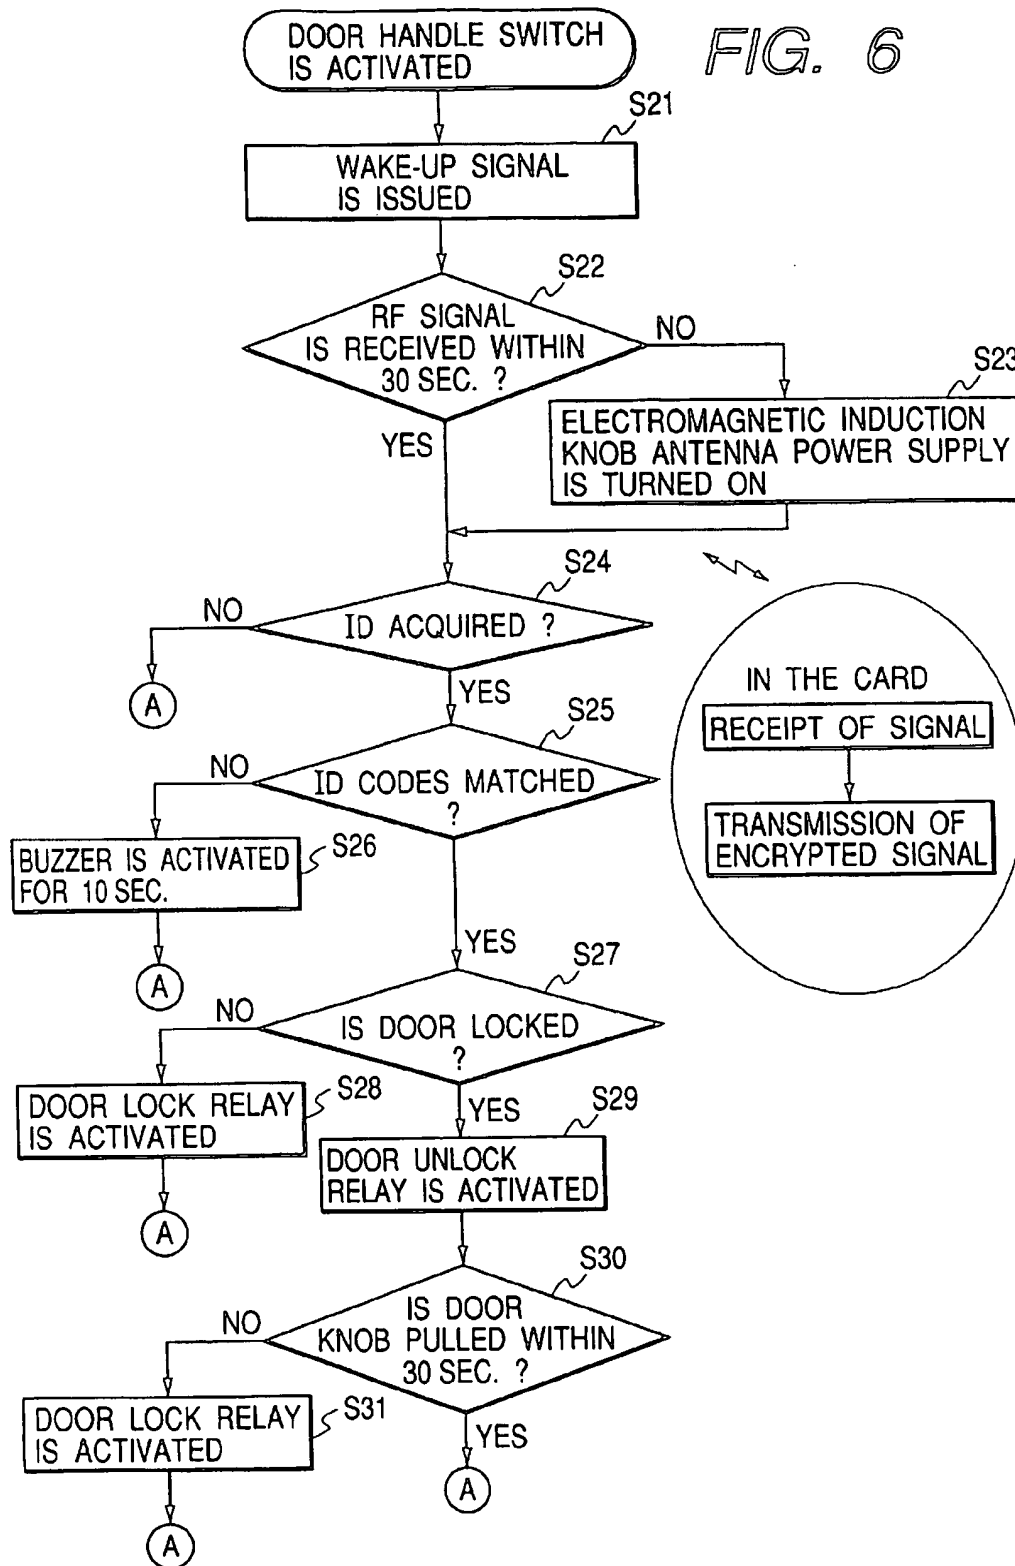 FIG. 6
DOOR HANDLE SWITCH
IS ACTIVATED
S21
WAKE-UP SIGNAL
IS ISSUED
S22
RF SIGNAL
IS RECEIVED WITHIN
30 SEC. ?
NO
YES
S23
ELECTROMAGNETIC INDUCTION
KNOB ANTENNA POWER SUPPLY
IS TURNED ON
S24
ID ACQUIRED ?
NO
A
YES
IN THE CARD
RECEIPT OF SIGNAL
TRANSMISSION OF
ENCRYPTED SIGNAL
S25
ID CODES MATCHED
?
NO
BUZZER IS ACTIVATED
FOR 10 SEC.
S26
A
YES
S27
IS DOOR LOCKED
?
NO
DOOR LOCK RELAY
IS ACTIVATED
S28
A
YES
S29
DOOR UNLOCK
RELAY IS ACTIVATED
S30
IS DOOR
KNOB PULLED WITHIN
30 SEC. ?
NO
DOOR LOCK RELAY
IS ACTIVATED
S31
A
YES
A